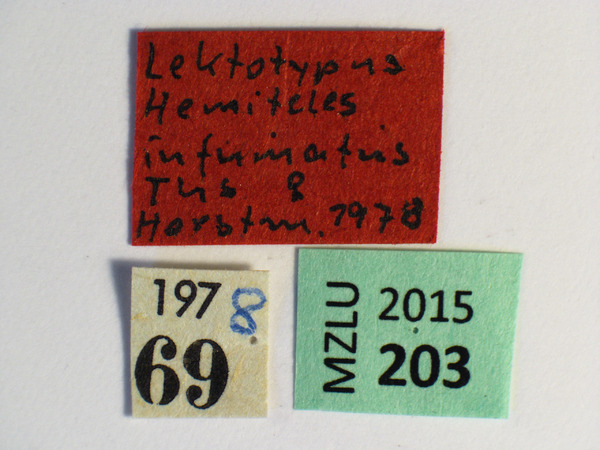 Lektotypus
Hemiteles
infumatus
Ths ♀
Horstm. 1978
1978
69
MZLU
2015
203